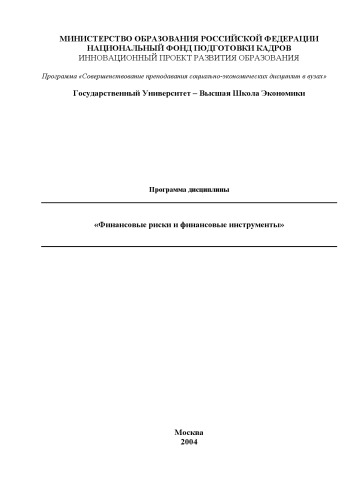 МИНИСТЕРСТВО ОБРАЗОВАНИЯ РОССИЙСКОЙ ФЕДЕРАЦИИ
НАЦИОНАЛЬНЫЙ ФОНД ПОДГОТОВКИ КАДРОВ
ИННОВАЦИОННЫЙ ПРОЕКТ РАЗВИТИЯ ОБРАЗОВАНИЯ
Программа «Совершенствование преподавания социально-экономических дисциплин в вузах»
Государственный Университет – Высшая Школа Экономики
Программа дисциплины
«Финансовые риски и финансовые инструменты»
Москва
2004